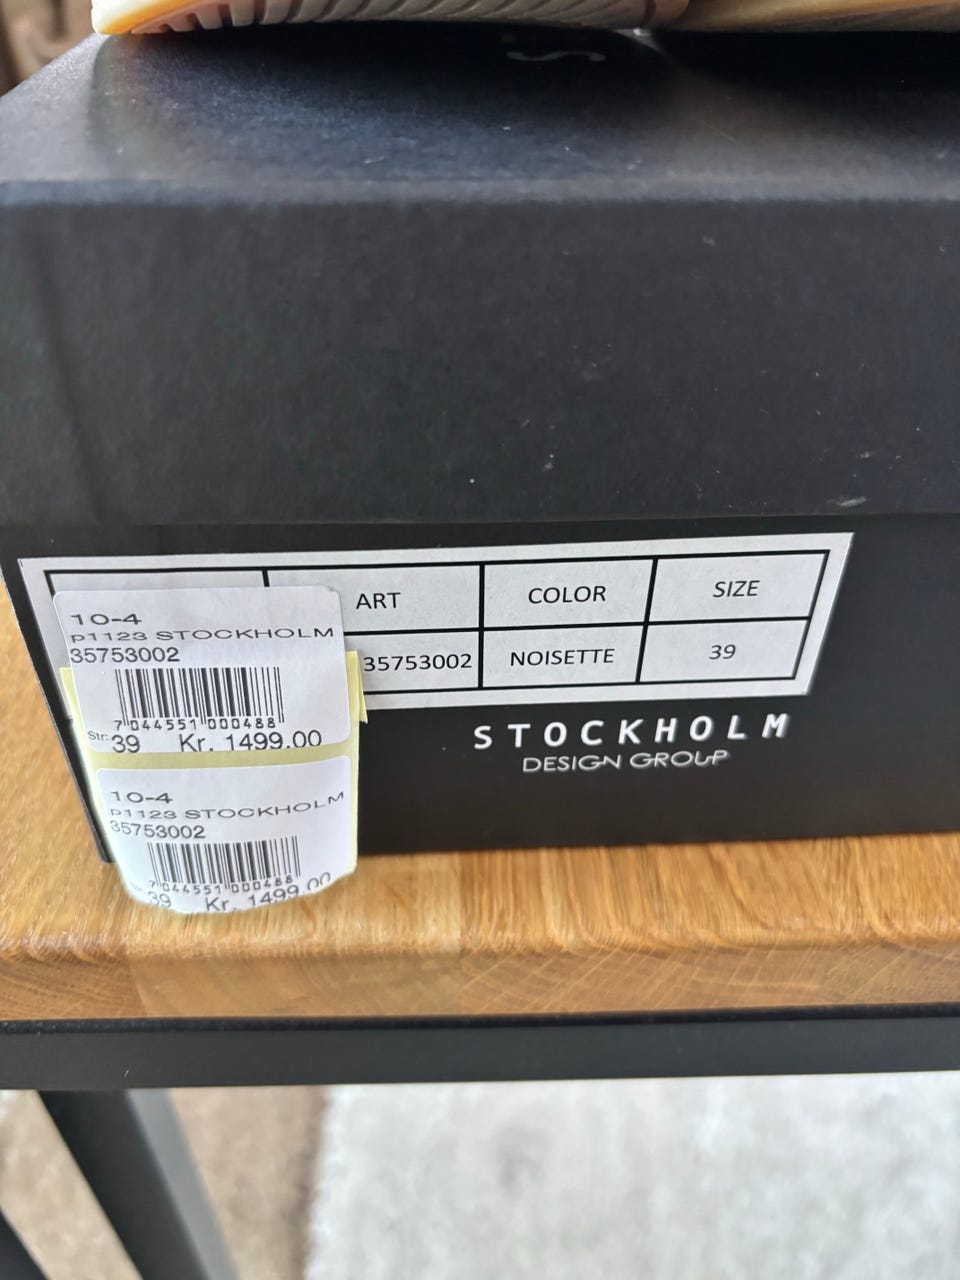 ART COLOR SIZE
35753002 NOISETTE 39
STOCKHOLM
DESIGN GROUP
10-4
p1123 STOCKHOLM
35753002
7 044551 000488
Str: 39 Kr. 1499.00
10-4
p1123 STOCKHOLM
35753002
7 044551 000488
39 Kr. 1499.00